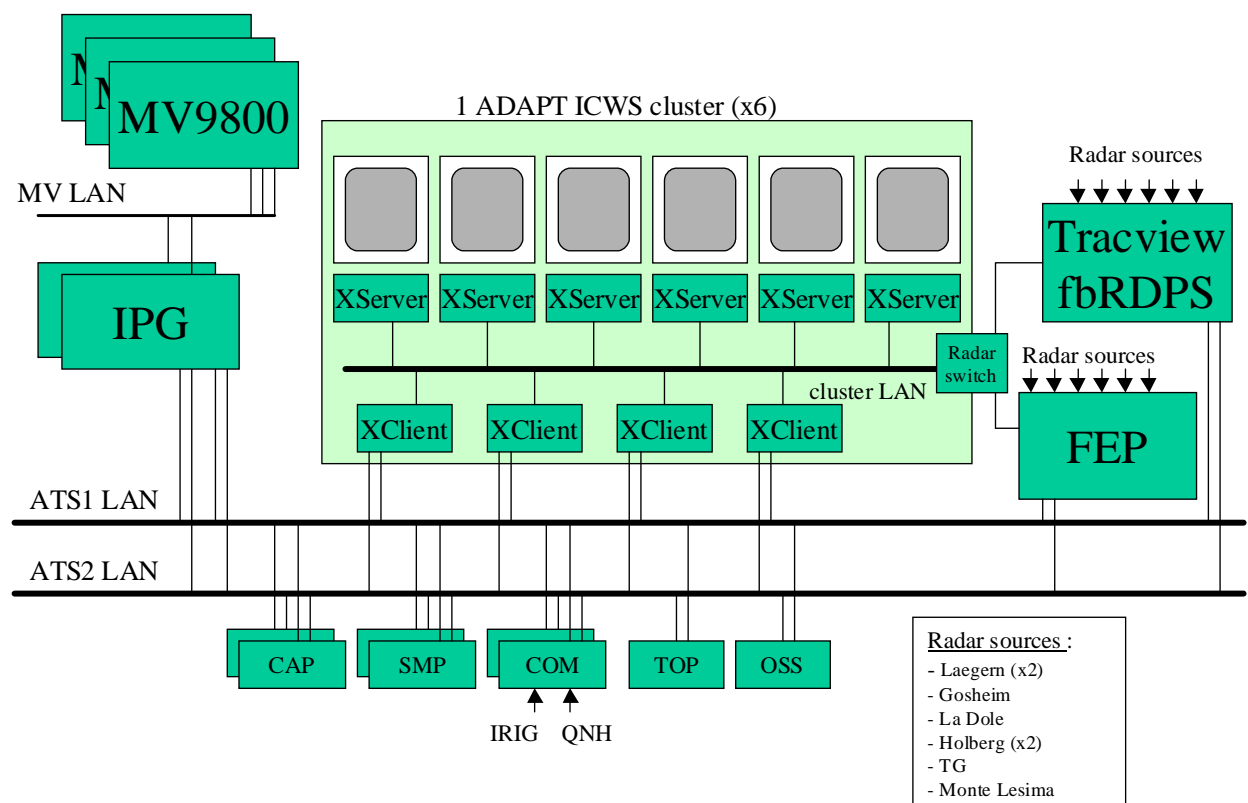 M
M
MV9800
1 ADAPT ICWS cluster (x6)
MV LAN
Radar sources
Tracview
fbRDPS
IPG
XServer XServer XServer XServer XServer XServer
Radar
switch
Radar sources
cluster LAN
XClient XClient XClient XClient
FEP
ATS1 LAN
ATS2 LAN
CAP SMP COM TOP OSS
IRIG QNH
Radar sources :
- Laegern (x2)
- Gosheim
- La Dole
- Holberg (x2)
- TG
- Monte Lesima